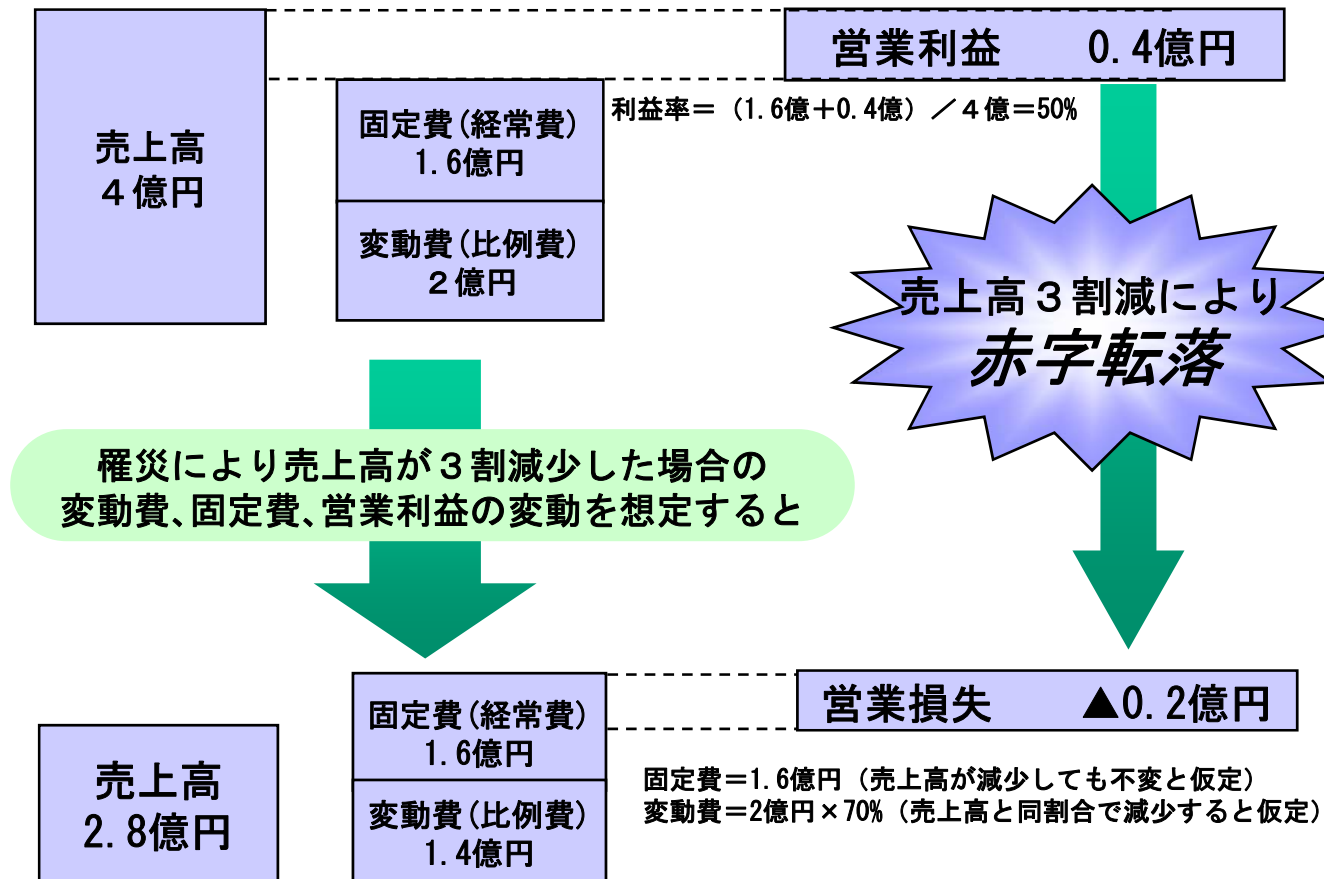 売上高
４億円
固定費(経常費)
1.6億円
変動費(比例費)
２億円
営業利益　　0.4億円
利益率＝（1.6億＋0.4億）／４億＝50%
売上高３割減により
赤字転落
罹災により売上高が３割減少した場合の
変動費、固定費、営業利益の変動を想定すると
売上高
2.8億円
固定費(経常費)
1.6億円
変動費(比例費)
1.4億円
営業損失　　▲0.2億円
固定費＝1.6億円（売上高が減少しても不変と仮定）
変動費＝2億円×70%（売上高と同割合で減少すると仮定）